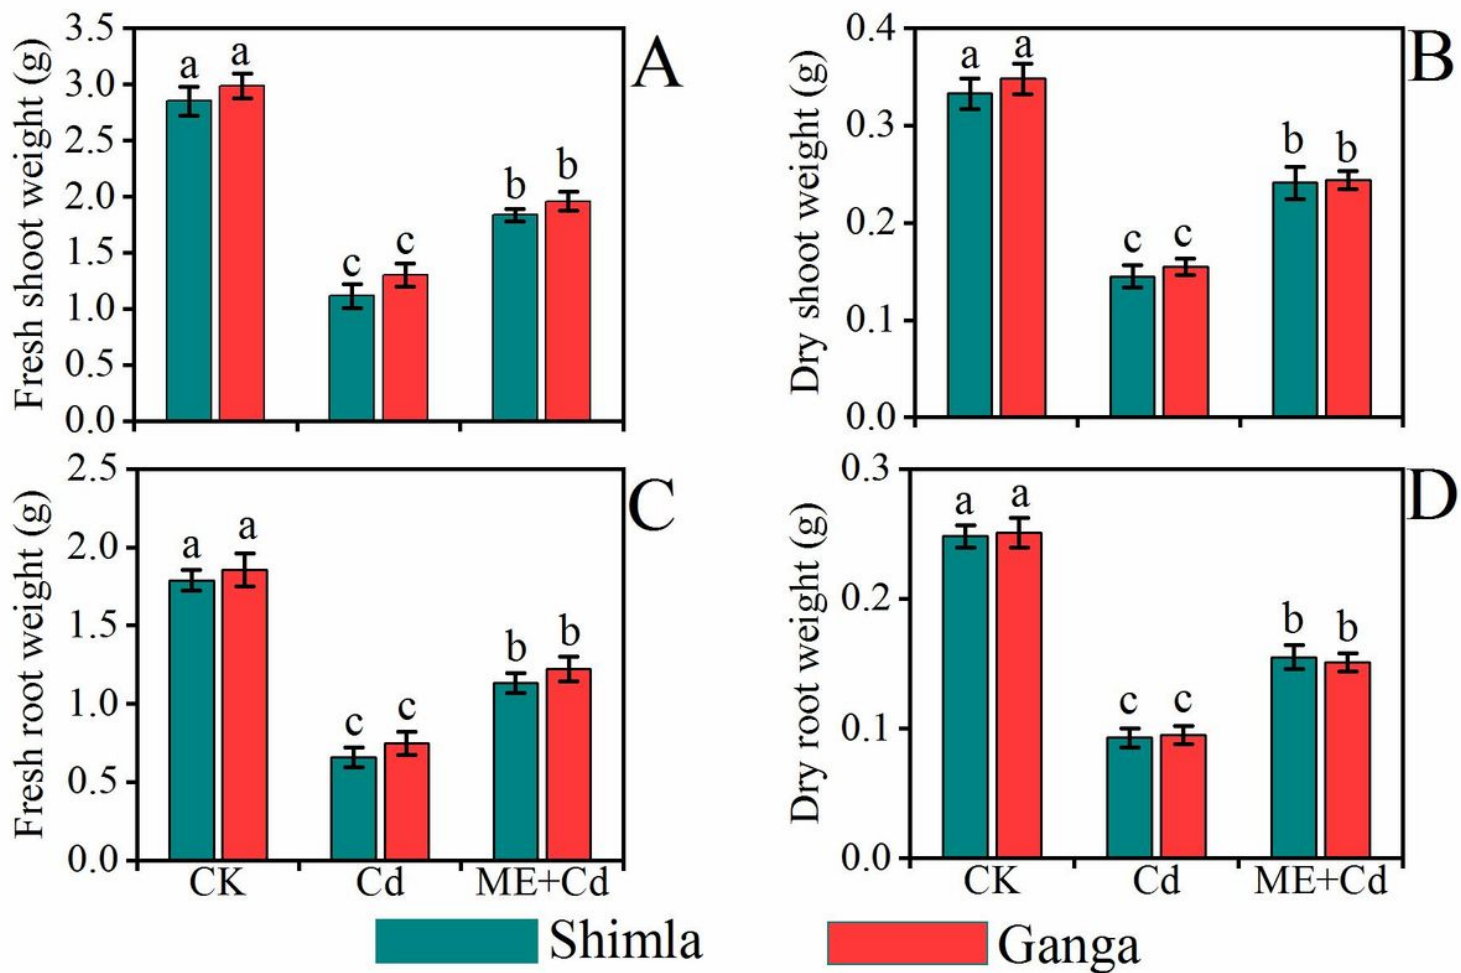 Fresh shoot weight (g)
3.5
3.0
2.5
2.0
1.5
1.0
0.5
0.0
a a
c c
b b
A
Dry shoot weight (g)
0.4
0.3
0.2
0.1
0.0
a a
c c
b b
B
Fresh root weight (g)
2.5
2.0
1.5
1.0
0.5
0.0
a a
c c
b b
C
CK Cd ME+Cd
Dry root weight (g)
0.3
0.2
0.1
0.0
a a
c c
b b
D
CK Cd ME+Cd
Shimla Ganga